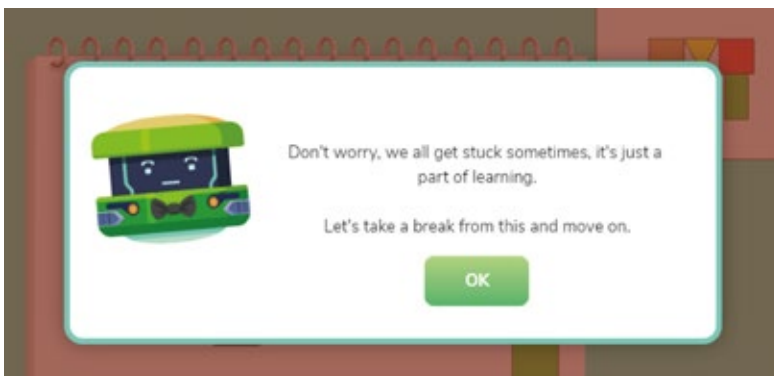 Don't worry, we all get stuck sometimes, it's just a
part of learning.
Let's take a break from this and move on.
OK